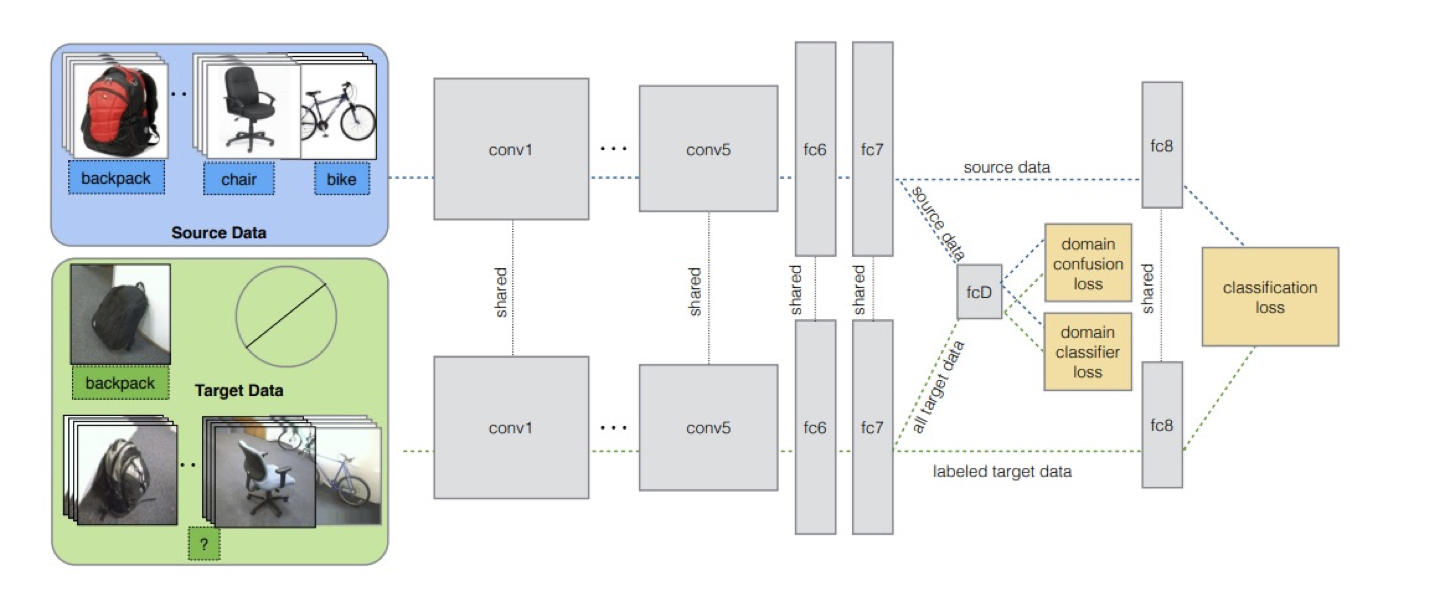 backpack
chair
bike
Source Data
backpack
Target Data
?
conv1
conv5
fc6
fc7
source data
fc8
source data
shared
shared
shared
shared
fcD
domain
confusion
loss
domain
classifier
loss
shared
classification
loss
all target data
conv1
conv5
fc6
fc7
labeled target data
fc8